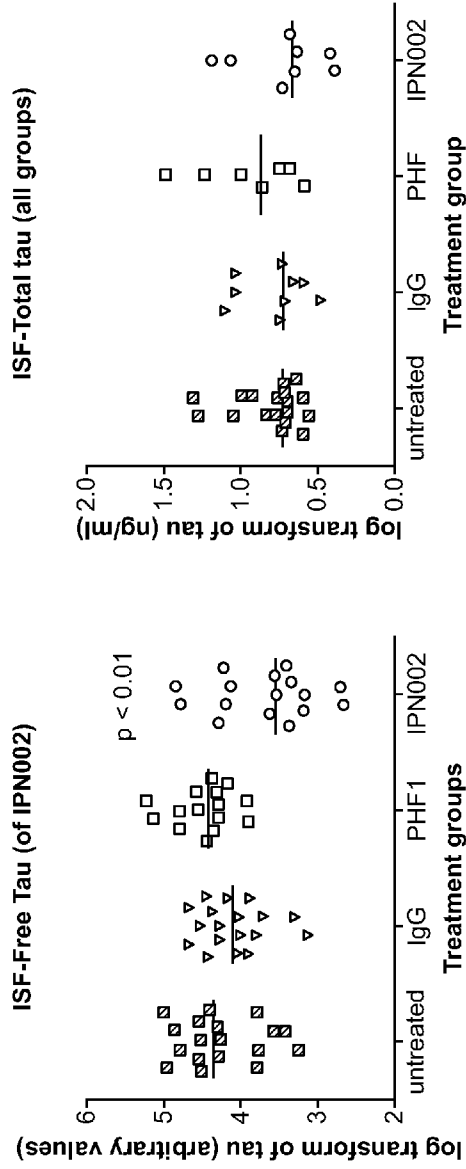 ISF-Free Tau (of IPN002)
log transform of tau (arbitrary values)
6
5
4
3
2
p < 0.01
untreated IgG PHF1 IPN002
Treatment groups
ISF-Total tau (all groups)
log transform of tau (ng/ml)
2.0
1.5
1.0
0.5
0.0
untreated IgG PHF IPN002
Treatment group